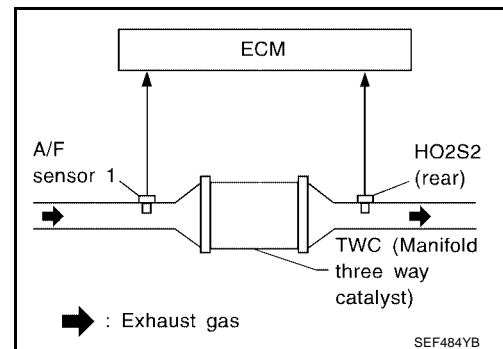 ECM
A/F
sensor 1
HO2S2
(rear)
TWC (Manifold
three way
catalyst)
: Exhaust gas
SEF484YB